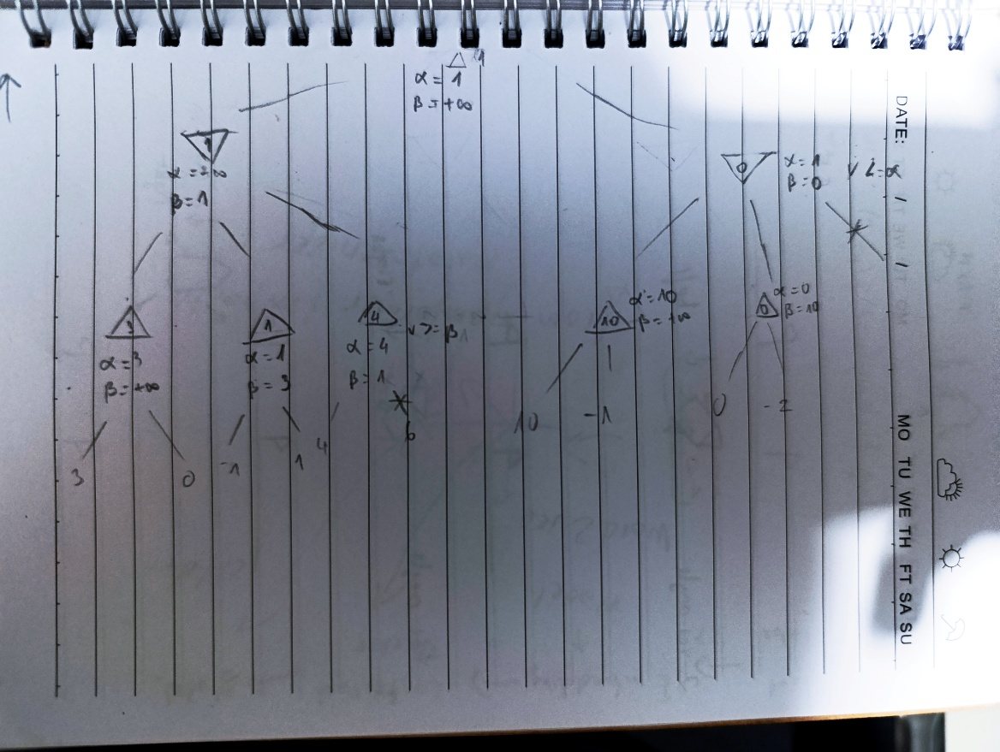 1
α = 1
β = +∞
1
α = -∞
β = 1
0
α = 1
β = 0
v <= α
3
α = 3
β = +∞
1
α = 1
β = 3
4
α = 4
β = 1
v >= β
10
α = 10
β = +∞
0
α = 0
β = 10
3
0
-1
1
4
6
10
-1
0
-2
DATE: / /
MO TU WE TH FT SA SU